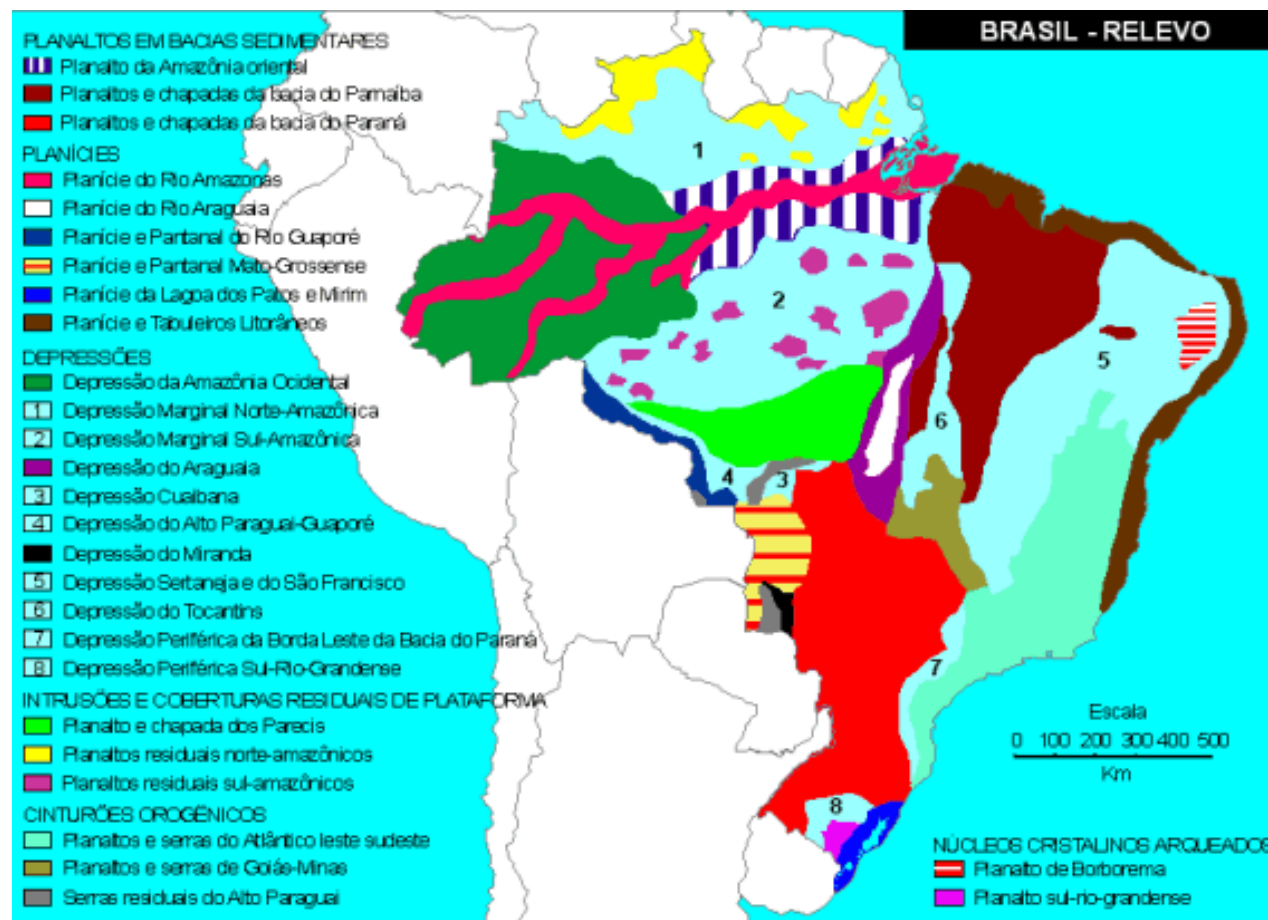 BRASIL - RELEVO
PLANALTOS EM BACIAS SEDIMENTARES
Planalto da Amazônia oriental
Planaltos e chapadas da bacia do Parnaíba
Planaltos e chapadas da bacia do Paraná
PLANÍCIES
Planície do Rio Amazonas
Planície do Rio Araguaia
Planície e Pantanal do Rio Guaporé
Planície e Pantanal Mato-Grossense
Planície da Lagoa dos Patos e Mirim
Planície e Tabuleiros Litorâneos
DEPRESSÕES
Depressão da Amazônia Ocidental
1 Depressão Marginal Norte-Amazônica
2 Depressão Marginal Sul-Amazônica
Depressão do Araguaia
3 Depressão Cuiabana
4 Depressão do Alto Paraguai-Guaporé
Depressão do Miranda
5 Depressão Sertaneja e do São Francisco
6 Depressão do Tocantins
7 Depressão Periférica da Borda Leste da Bacia do Paraná
8 Depressão Periférica Sul-Rio-Grandense
INTRUSÕES E COBERTURAS RESIDUAIS DE PLATAFORMA
Planalto e chapada dos Parecis
Planaltos residuais norte-amazônicos
Planaltos residuais sul-amazônicos
CINTURÕES OROGÊNICOS
Planaltos e serras do Atlântico leste sudeste
Planaltos e serras de Goiás-Minas
Serras residuais do Alto Paraguai
1
2
5
6
4
3
7
8
Escala
0 100 200 300 400 500
Km
NÚCLEOS CRISTALINOS ARQUEADOS
Planalto de Borborema
Planalto sul-rio-grandense